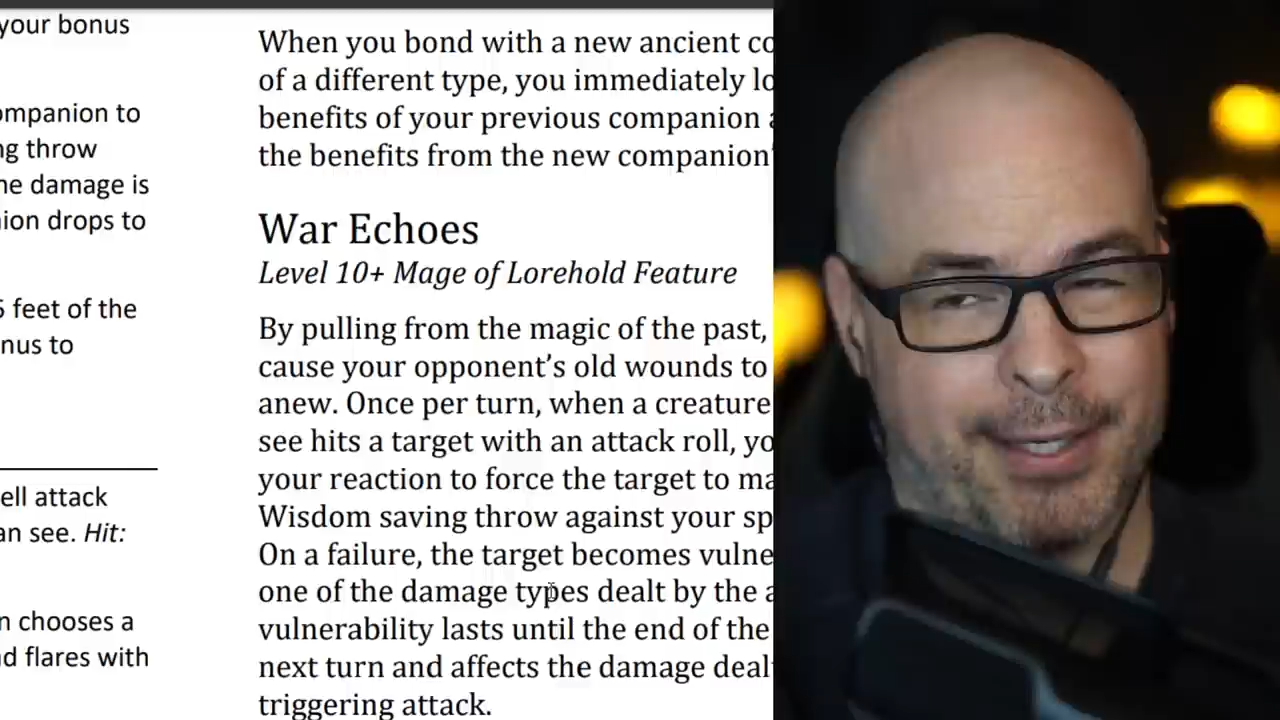 your bonus
ompanion to
ng throw
he damage is
ion drops to
5 feet of the
nus to
ell attack
an see. Hit:
n chooses a
d flares with
When you bond with a new ancient co
of a different type, you immediately lo
benefits of your previous companion a
the benefits from the new companion'
War Echoes
Level 10+ Mage of Lorehold Feature
By pulling from the magic of the past,
cause your opponent’s old wounds to
anew. Once per turn, when a creature
see hits a target with an attack roll, yo
your reaction to force the target to ma
Wisdom saving throw against your sp
On a failure, the target becomes vulne
one of the damage types dealt by the a
vulnerability lasts until the end of the
next turn and affects the damage deal
triggering attack.